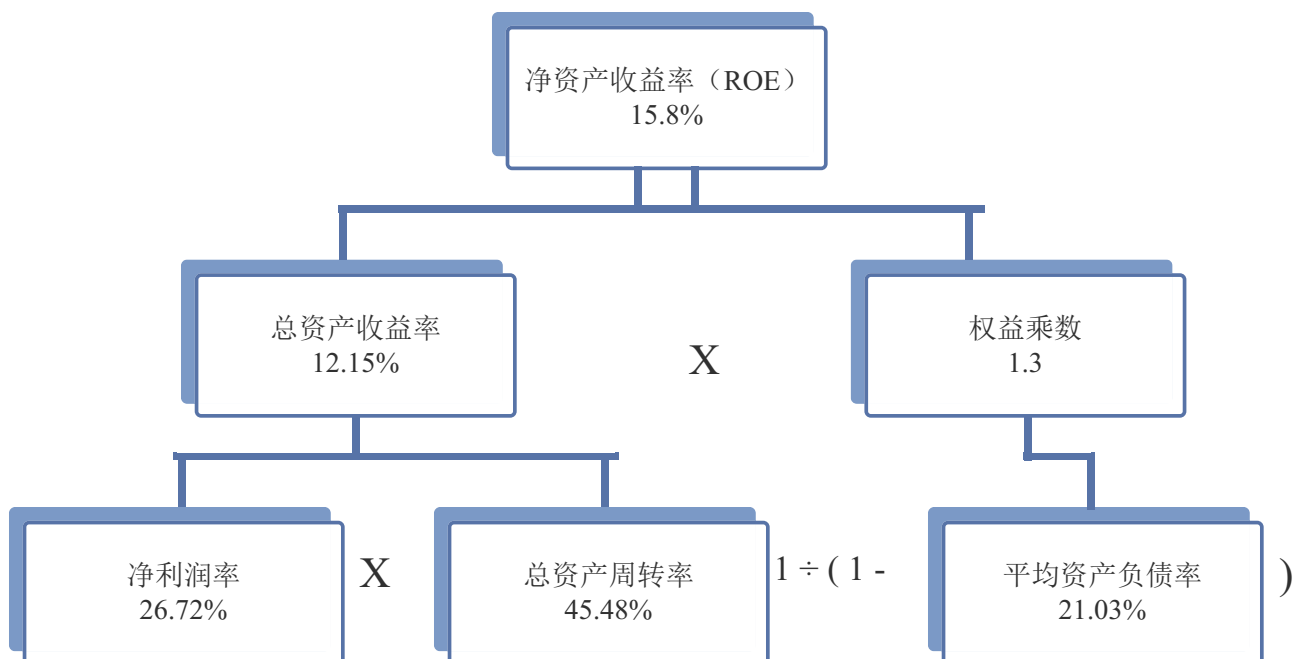 净资产收益率（ROE）
15.8%
总资产收益率
12.15%
X
权益乘数
1.3
净利润率
26.72%
X
总资产周转率
45.48%
1 ÷ ( 1 -
平均资产负债率
21.03%
)